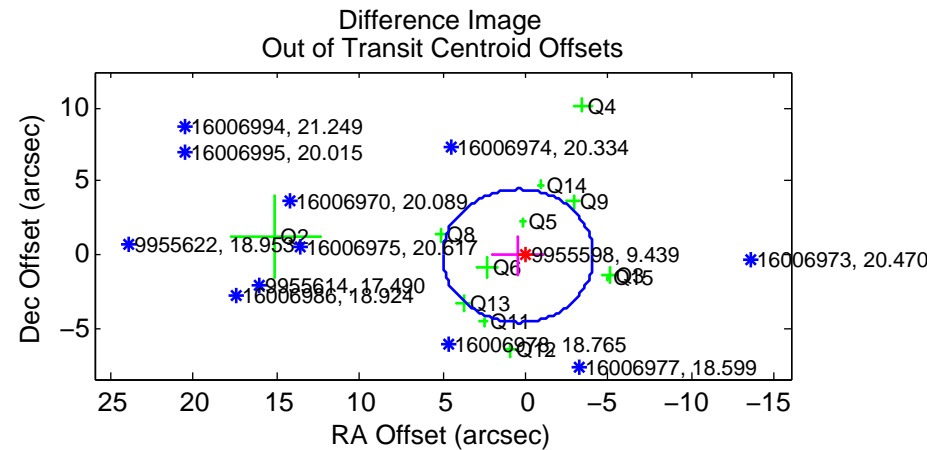 Difference Image
Out of Transit Centroid Offsets
Dec Offset (arcsec)
10
5
0
−5
Q4
16006994, 21.249
16006995, 20.015
16006974, 20.334
Q14
16006970, 20.089
Q9
Q5
Q2
Q8
9955622, 18.953
16006975, 20.617
9955598, 9.439
16006973, 20.470
Q6
Q15
9955614, 17.490
16006986, 18.924
Q13
Q11
16006978, 18.765
Q12
16006977, 18.599
25 20 15 10 5 0 −5 −10 −15
RA Offset (arcsec)